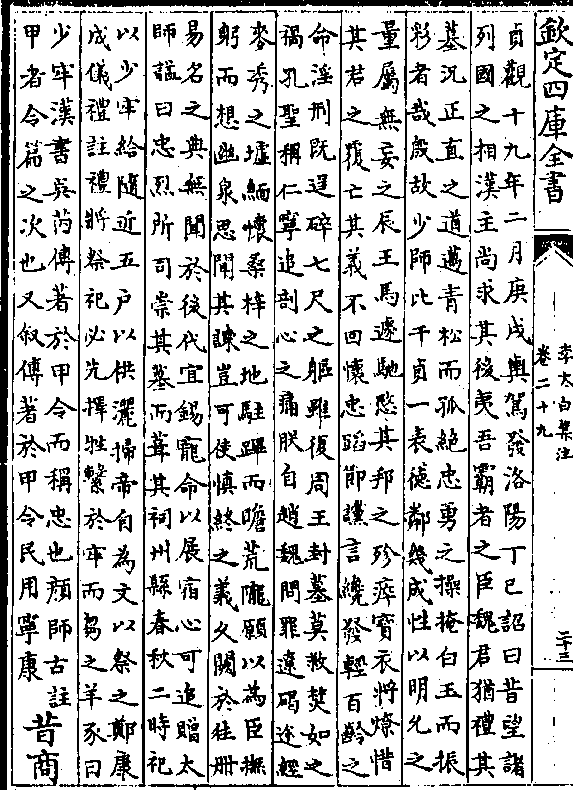 欽定四庫全書
李太白集注
卷二十九
二十三
貞觀十九年二月庚戌輿駕發洛陽丁巳詔曰昔望諸
列國之相漢主尚求其後夷吾霸者之臣魏君猶禮其
墓況正直之道邁青松而孤絶忠勇之操掩白玉而振
彩者哉殷故少師比干貞一表德鄰幾成性以明允之
量屬無妄之辰王馬遽馳愍其邦之殄瘁寶衣將燎惜
其君之覆亡其義不回懷忠蹈節讜言纔發輕百齡之
命淫刑既逞碎七尺之軀雖復周王封墓莫救焚如之
禍孔聖稱仁寧追剖心之痛朕自趙魏問罪遼碣途經
麥秀之墟緬懷桑梓之地駐蹕而瞻荒隴願以為臣撫
躬而想幽泉思聞其諫豈可使慎終之義久闕於往冊
易名之典無聞於後代宜錫寵命以展宿心可追贈太
師諡曰忠烈所司崇其墓而葺其祠州縣春秋二時祀
以少牢給隨近五戶以供灑掃帝自為文以祭之鄭康
成儀禮註禮將祭祀必先擇牲繫於牢而芻之羊豕曰
少牢漢書吳芮傳著於甲令而稱忠也顔師古註
甲者令篇之次也又叙傳著於甲令民用寧康
昔商